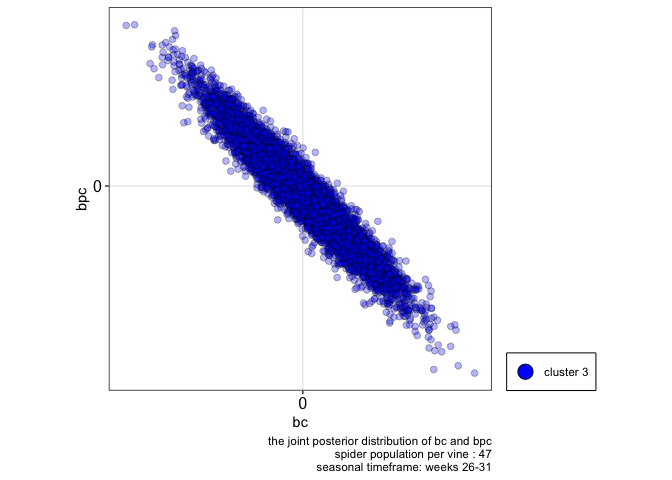 bpc
0
0
bc
cluster 3
the joint posterior distribution of bc and bpc
spider population per vine : 47
seasonal timeframe: weeks 26-31